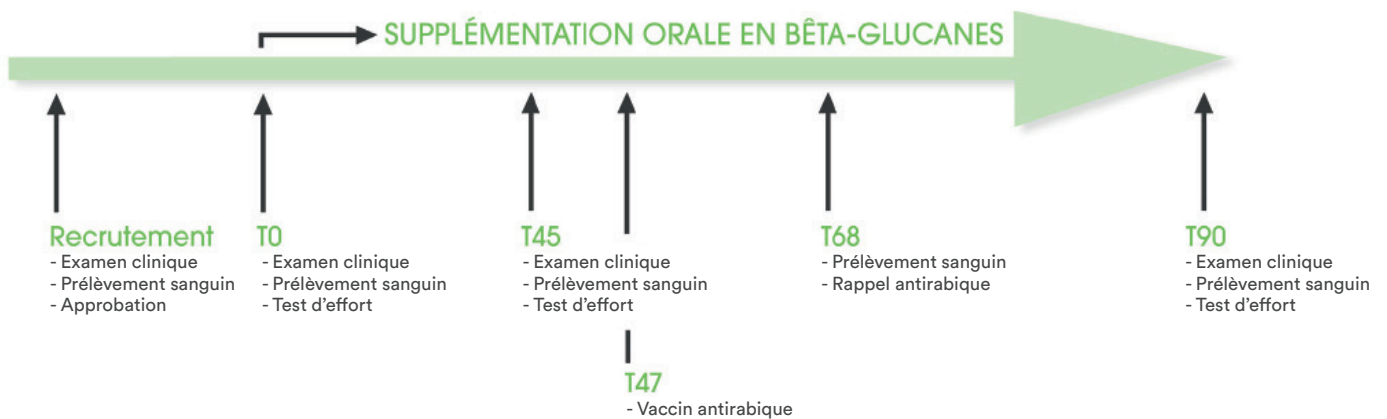 SUPPLÉMENTATION ORALE EN BÊTA-GLUCANES
Recrutement
- Examen clinique
- Prélèvement sanguin
- Approbation
T0
- Examen clinique
- Prélèvement sanguin
- Test d'effort
T45
- Examen clinique
- Prélèvement sanguin
- Test d'effort
T47
- Vaccin antirabique
T68
- Prélèvement sanguin
- Rappel antirabique
T90
- Examen clinique
- Prélèvement sanguin
- Test d'effort